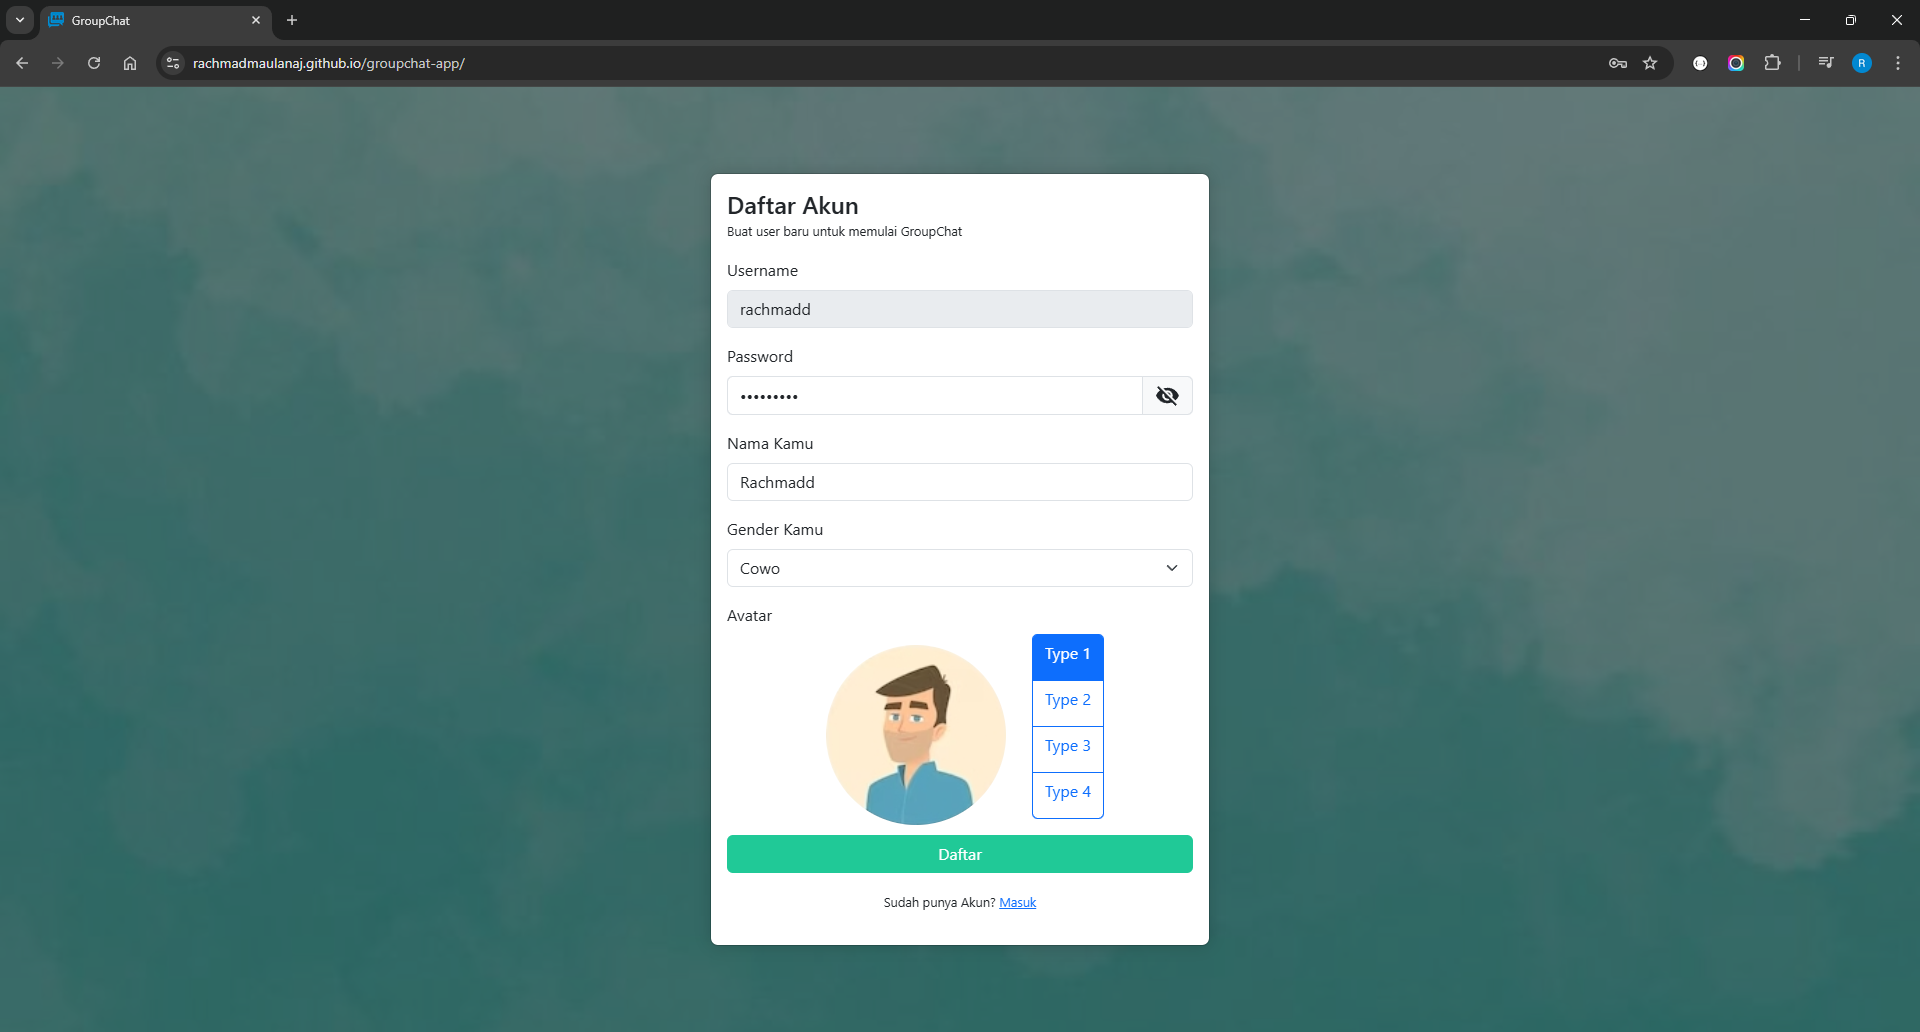 GroupChat
rachmadmaulanaj.github.io/groupchat-app/
R
Daftar Akun
Buat user baru untuk memulai GroupChat
Username
rachmadd
Password
•••••••••
Nama Kamu
Rachmadd
Gender Kamu
Cowo
Avatar
Type 1
Type 2
Type 3
Type 4
Daftar
Sudah punya Akun? Masuk